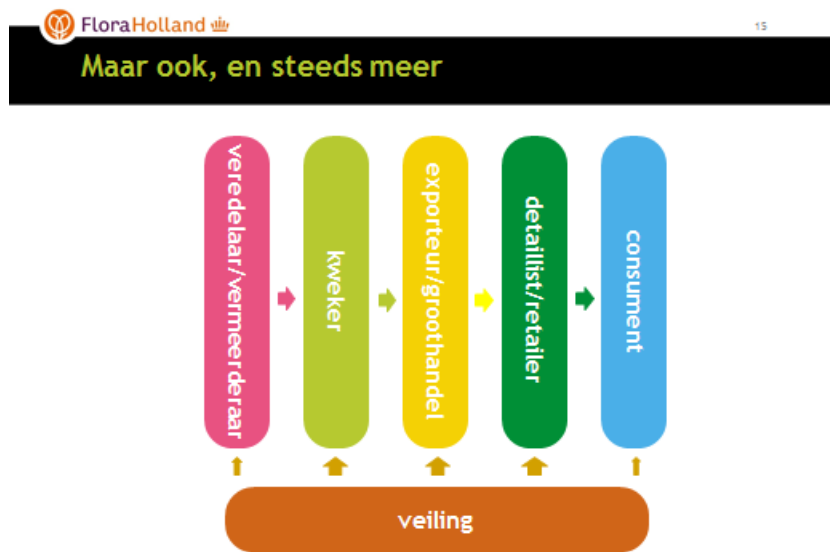 FloraHolland
15
Maar ook, en steeds meer
veredelaar/vermeerderaar
kweker
exporteur/groothandel
detaillist/retailer
consument
veiling